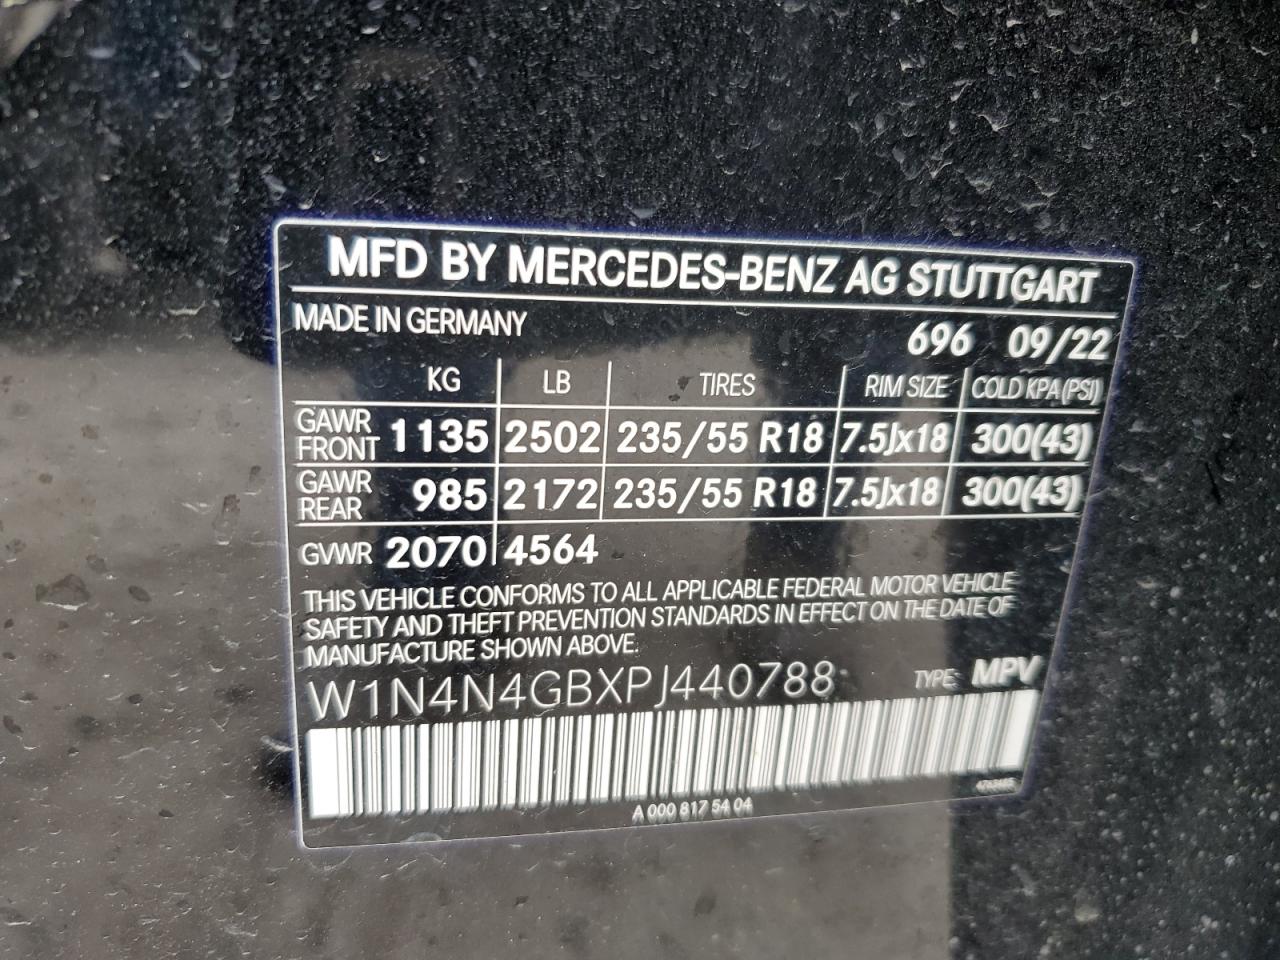 MFD BY MERCEDES-BENZ AG STUTTGART
MADE IN GERMANY 696 09/22
KG LB TIRES RIM SIZE COLD KPA (PSI)
GAWR FRONT 1135 2502 235/55 R18 7.5Jx18 300(43)
GAWR REAR 985 2172 235/55 R18 7.5Jx18 300(43)
GVWR 2070 4564
THIS VEHICLE CONFORMS TO ALL APPLICABLE FEDERAL MOTOR VEHICLE
SAFETY AND THEFT PREVENTION STANDARDS IN EFFECT ON THE DATE OF
MANUFACTURE SHOWN ABOVE.
W1N4N4GBXPJ440788 TYPE: MPV
A 000 817 54 04